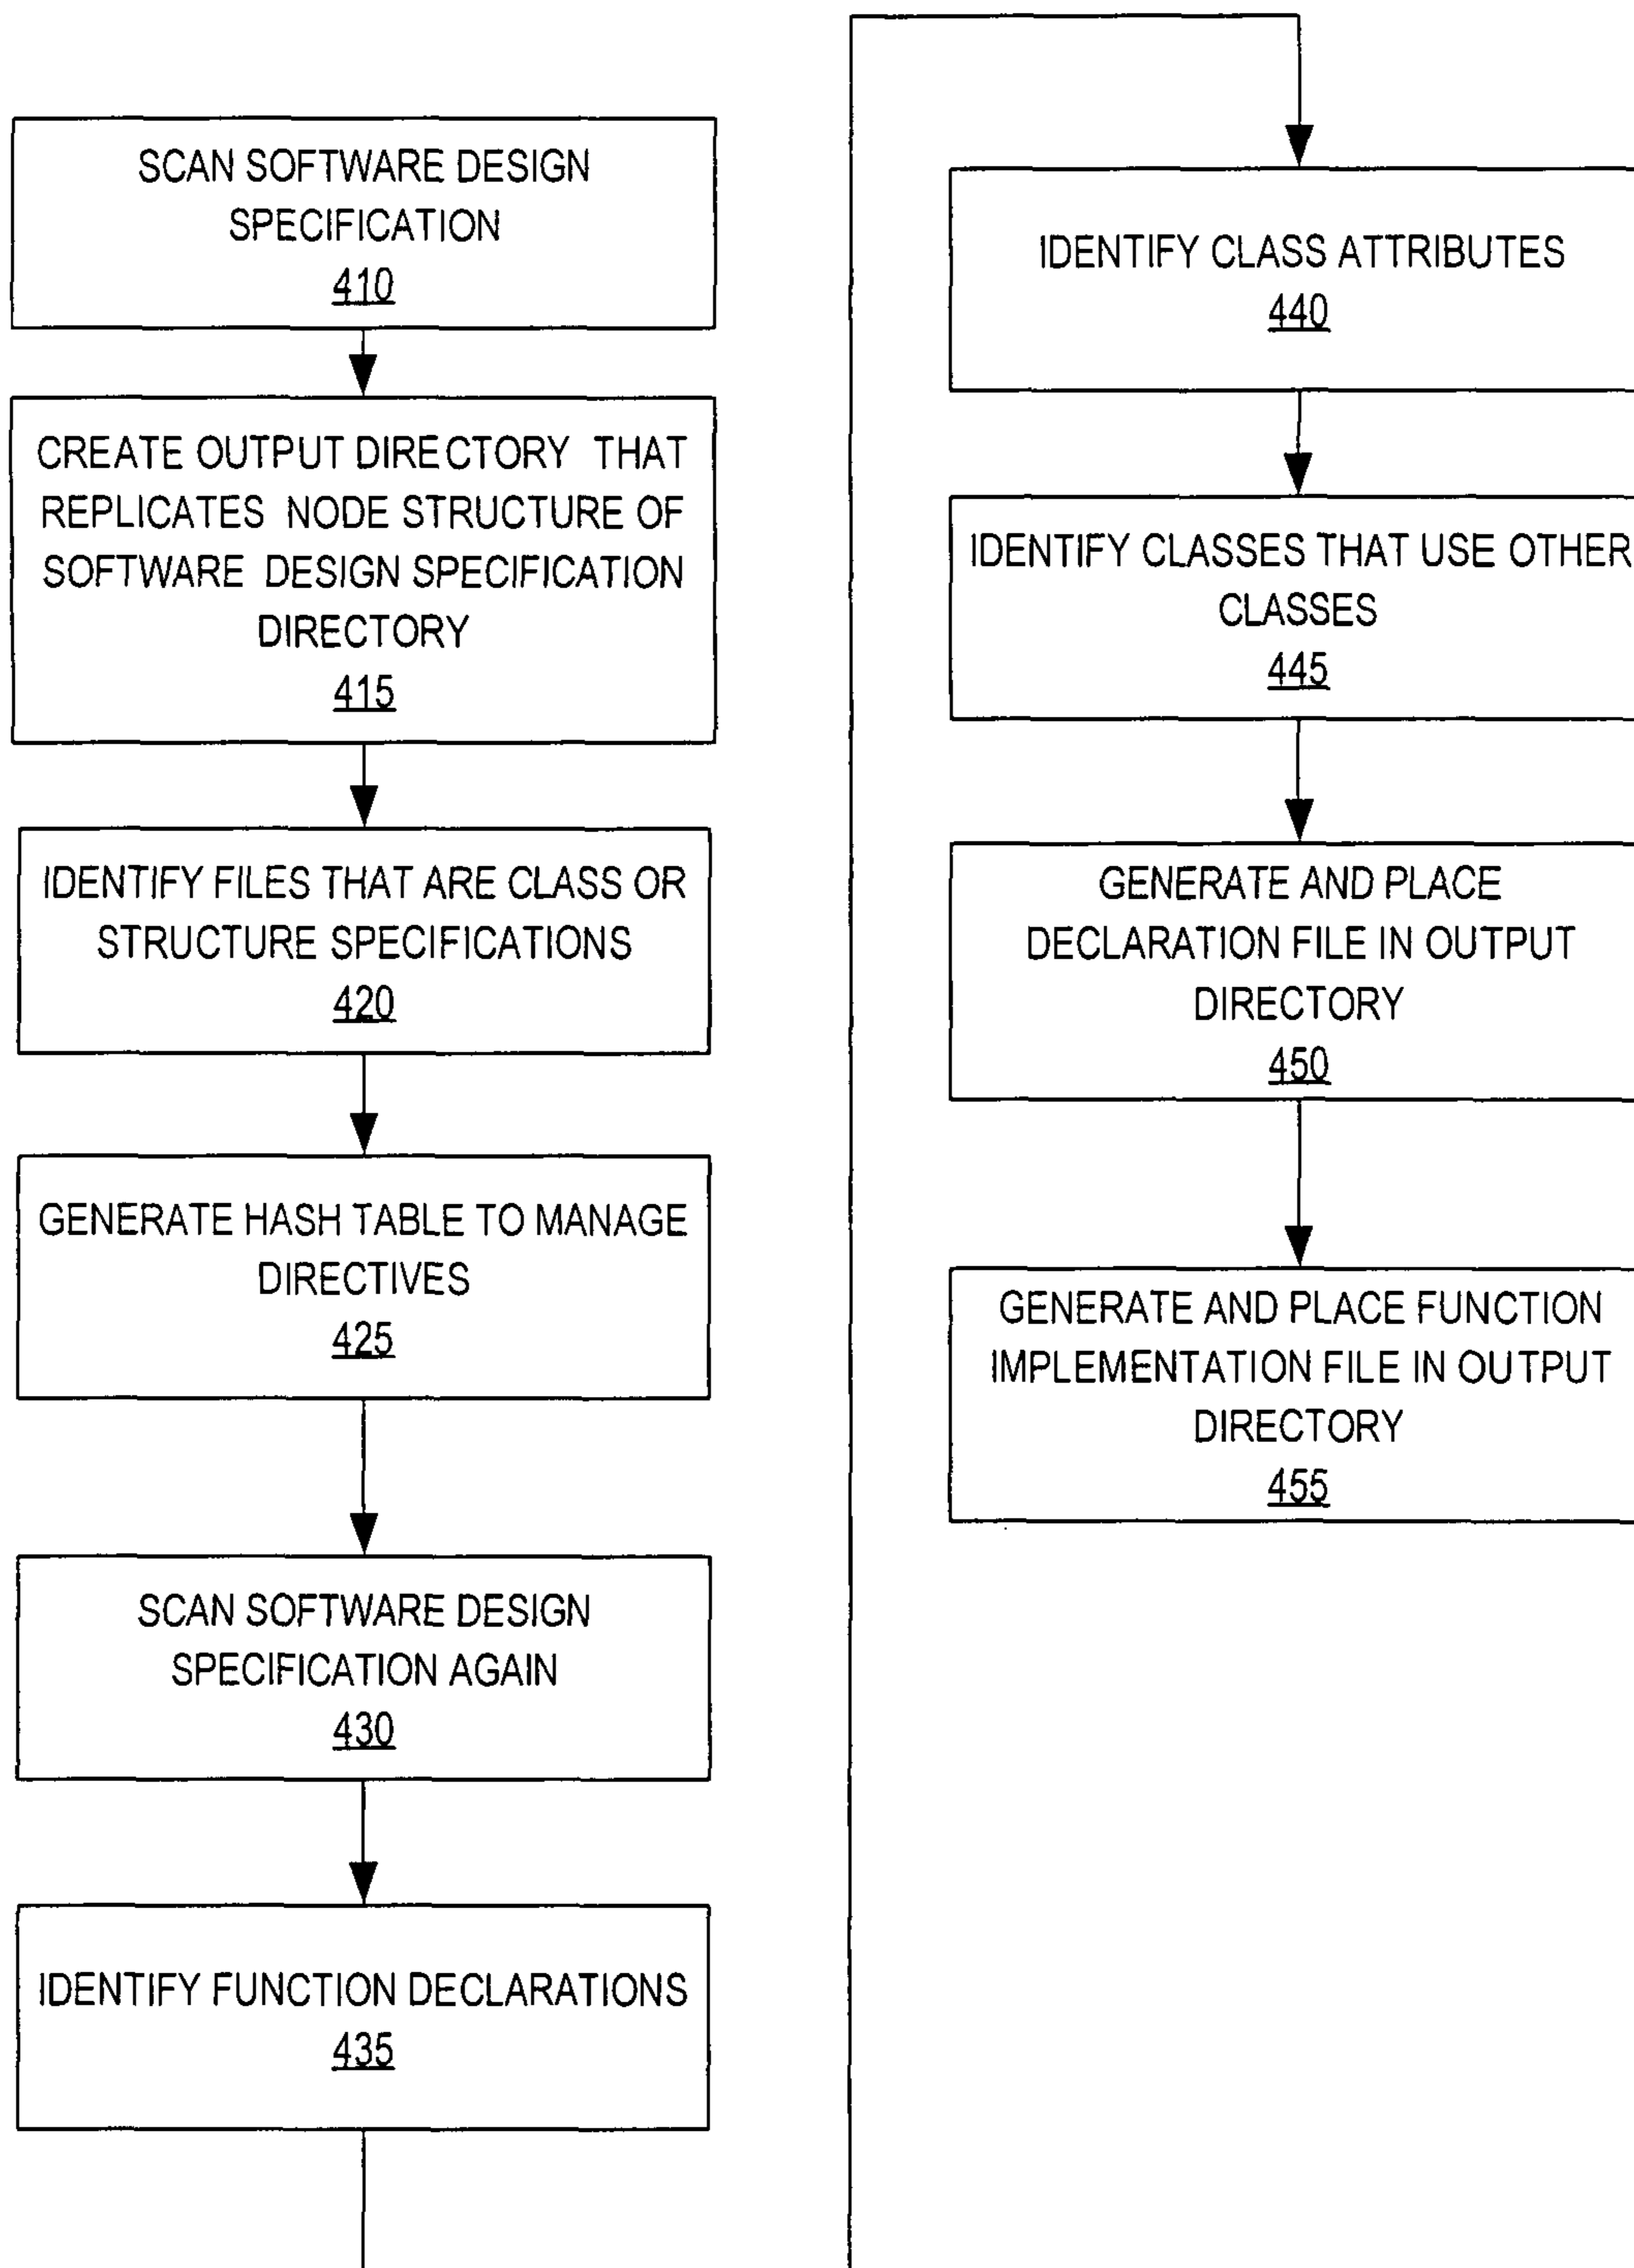 SCAN SOFTWARE DESIGN
SPECIFICATION
410
CREATE OUTPUT DIRECTORY THAT
REPLICATES NODE STRUCTURE OF
SOFTWARE DESIGN SPECIFICATION
DIRECTORY
415
IDENTIFY FILES THAT ARE CLASS OR
STRUCTURE SPECIFICATIONS
420
GENERATE HASH TABLE TO MANAGE
DIRECTIVES
425
SCAN SOFTWARE DESIGN
SPECIFICATION AGAIN
430
IDENTIFY FUNCTION DECLARATIONS
435
IDENTIFY CLASS ATTRIBUTES
440
IDENTIFY CLASSES THAT USE OTHER
CLASSES
445
GENERATE AND PLACE
DECLARATION FILE IN OUTPUT
DIRECTORY
450
GENERATE AND PLACE FUNCTION
IMPLEMENTATION FILE IN OUTPUT
DIRECTORY
455